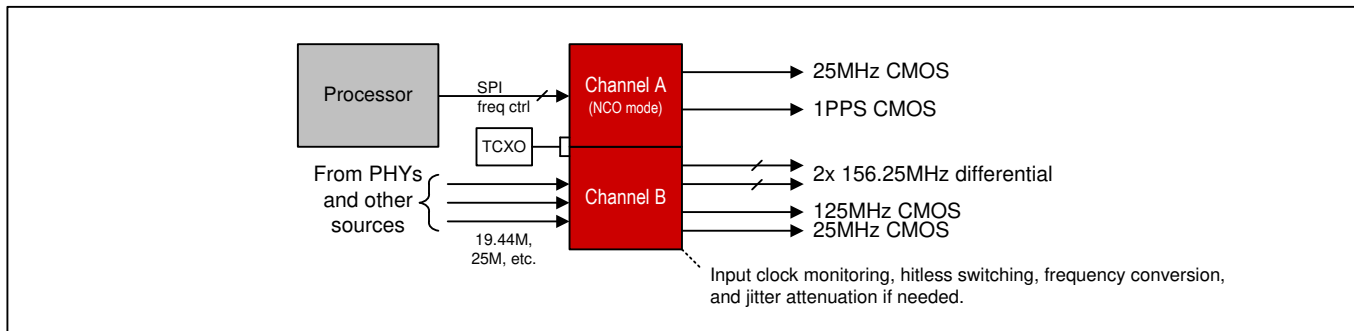 Processor
SPI
freq ctrl
TCXO
From PHYs
and other
sources
19.44M,
25M, etc.
Channel A
(NCO mode)
Channel B
25MHz CMOS
1PPS CMOS
2x 156.25MHz differential
125MHz CMOS
25MHz CMOS
Input clock monitoring, hitless switching, frequency conversion,
and jitter attenuation if needed.